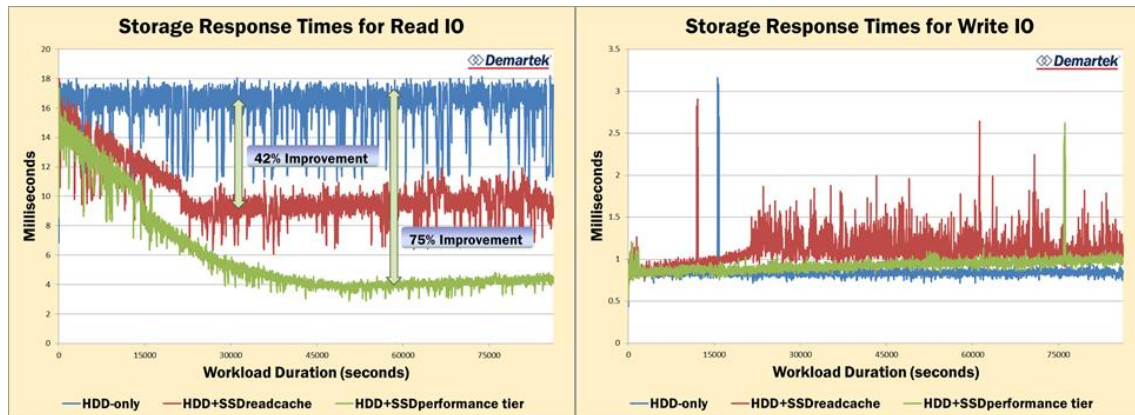 Storage Response Times for Read IO
Demartek
20
18
16
14
12
10
8
6
4
2
0
Milliseconds
42% Improvement
75% Improvement
0
15000
30000
45000
60000
75000
Workload Duration (seconds)
HDD-only
HDD+SSDreadcache
HDD+SSDperformance tier
Storage Response Times for Write IO
Demartek
3.5
3
2.5
2
1.5
1
0.5
0
Milliseconds
0
15000
30000
45000
60000
75000
Workload Duration (seconds)
HDD-only
HDD+SSDreadcache
HDD+SSDperformance tier